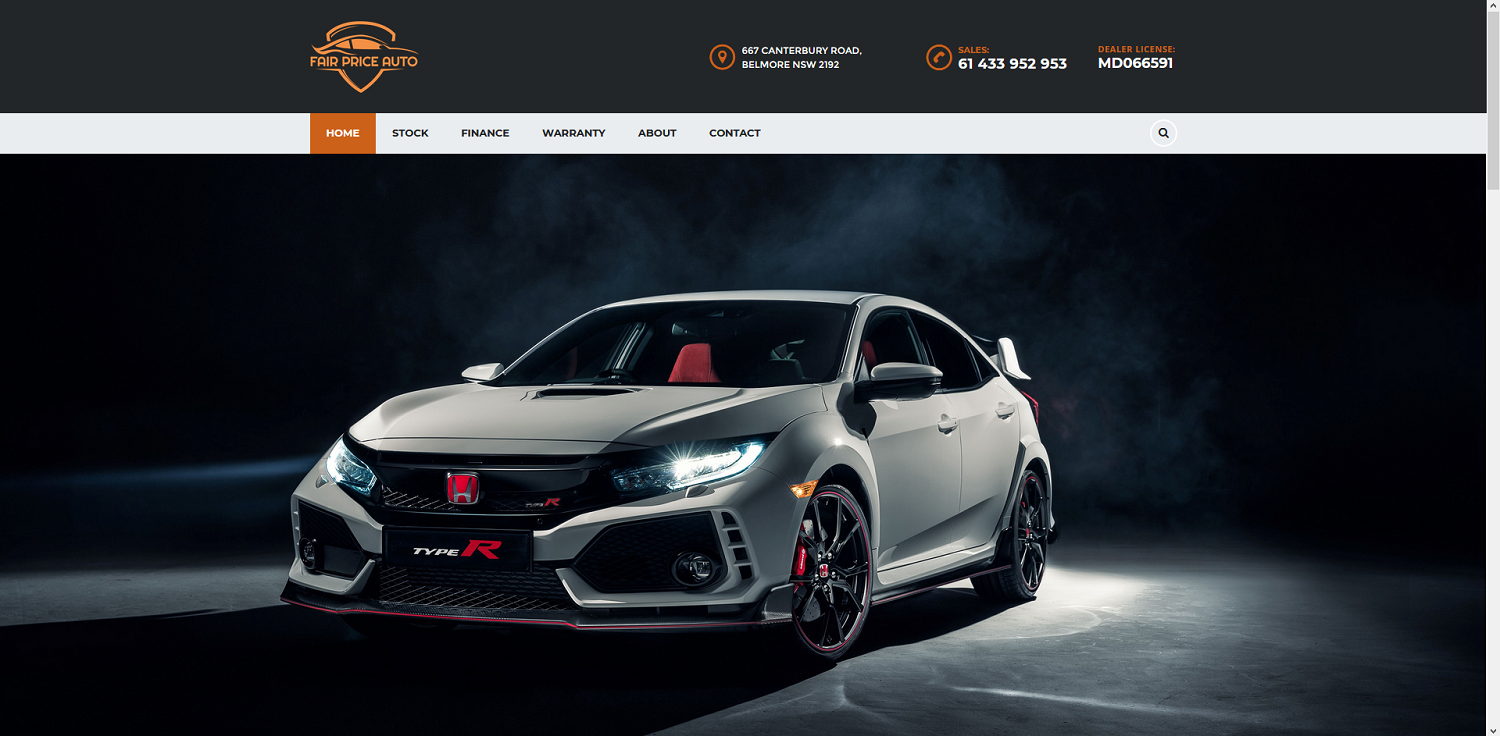 FAIR PRICE AUTO
667 CANTERBURY ROAD,
BELMORE NSW 2192
SALES:
61 433 952 953
DEALER LICENSE:
MD066591
HOME STOCK FINANCE WARRANTY ABOUT CONTACT
TYPE R
TYPE R